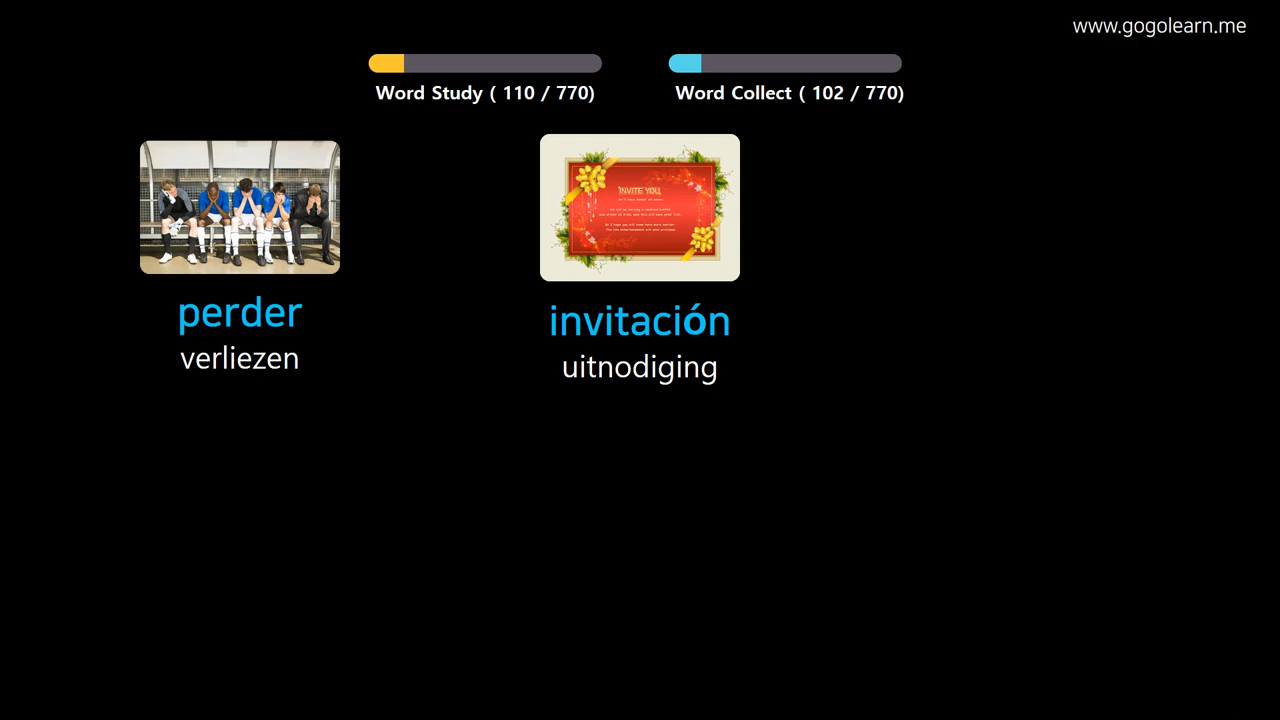 www.gogolearn.me
Word Study ( 110 / 770)
Word Collect ( 102 / 770)
INVITE YOU
perder
verliezen
invitación
uitnodiging